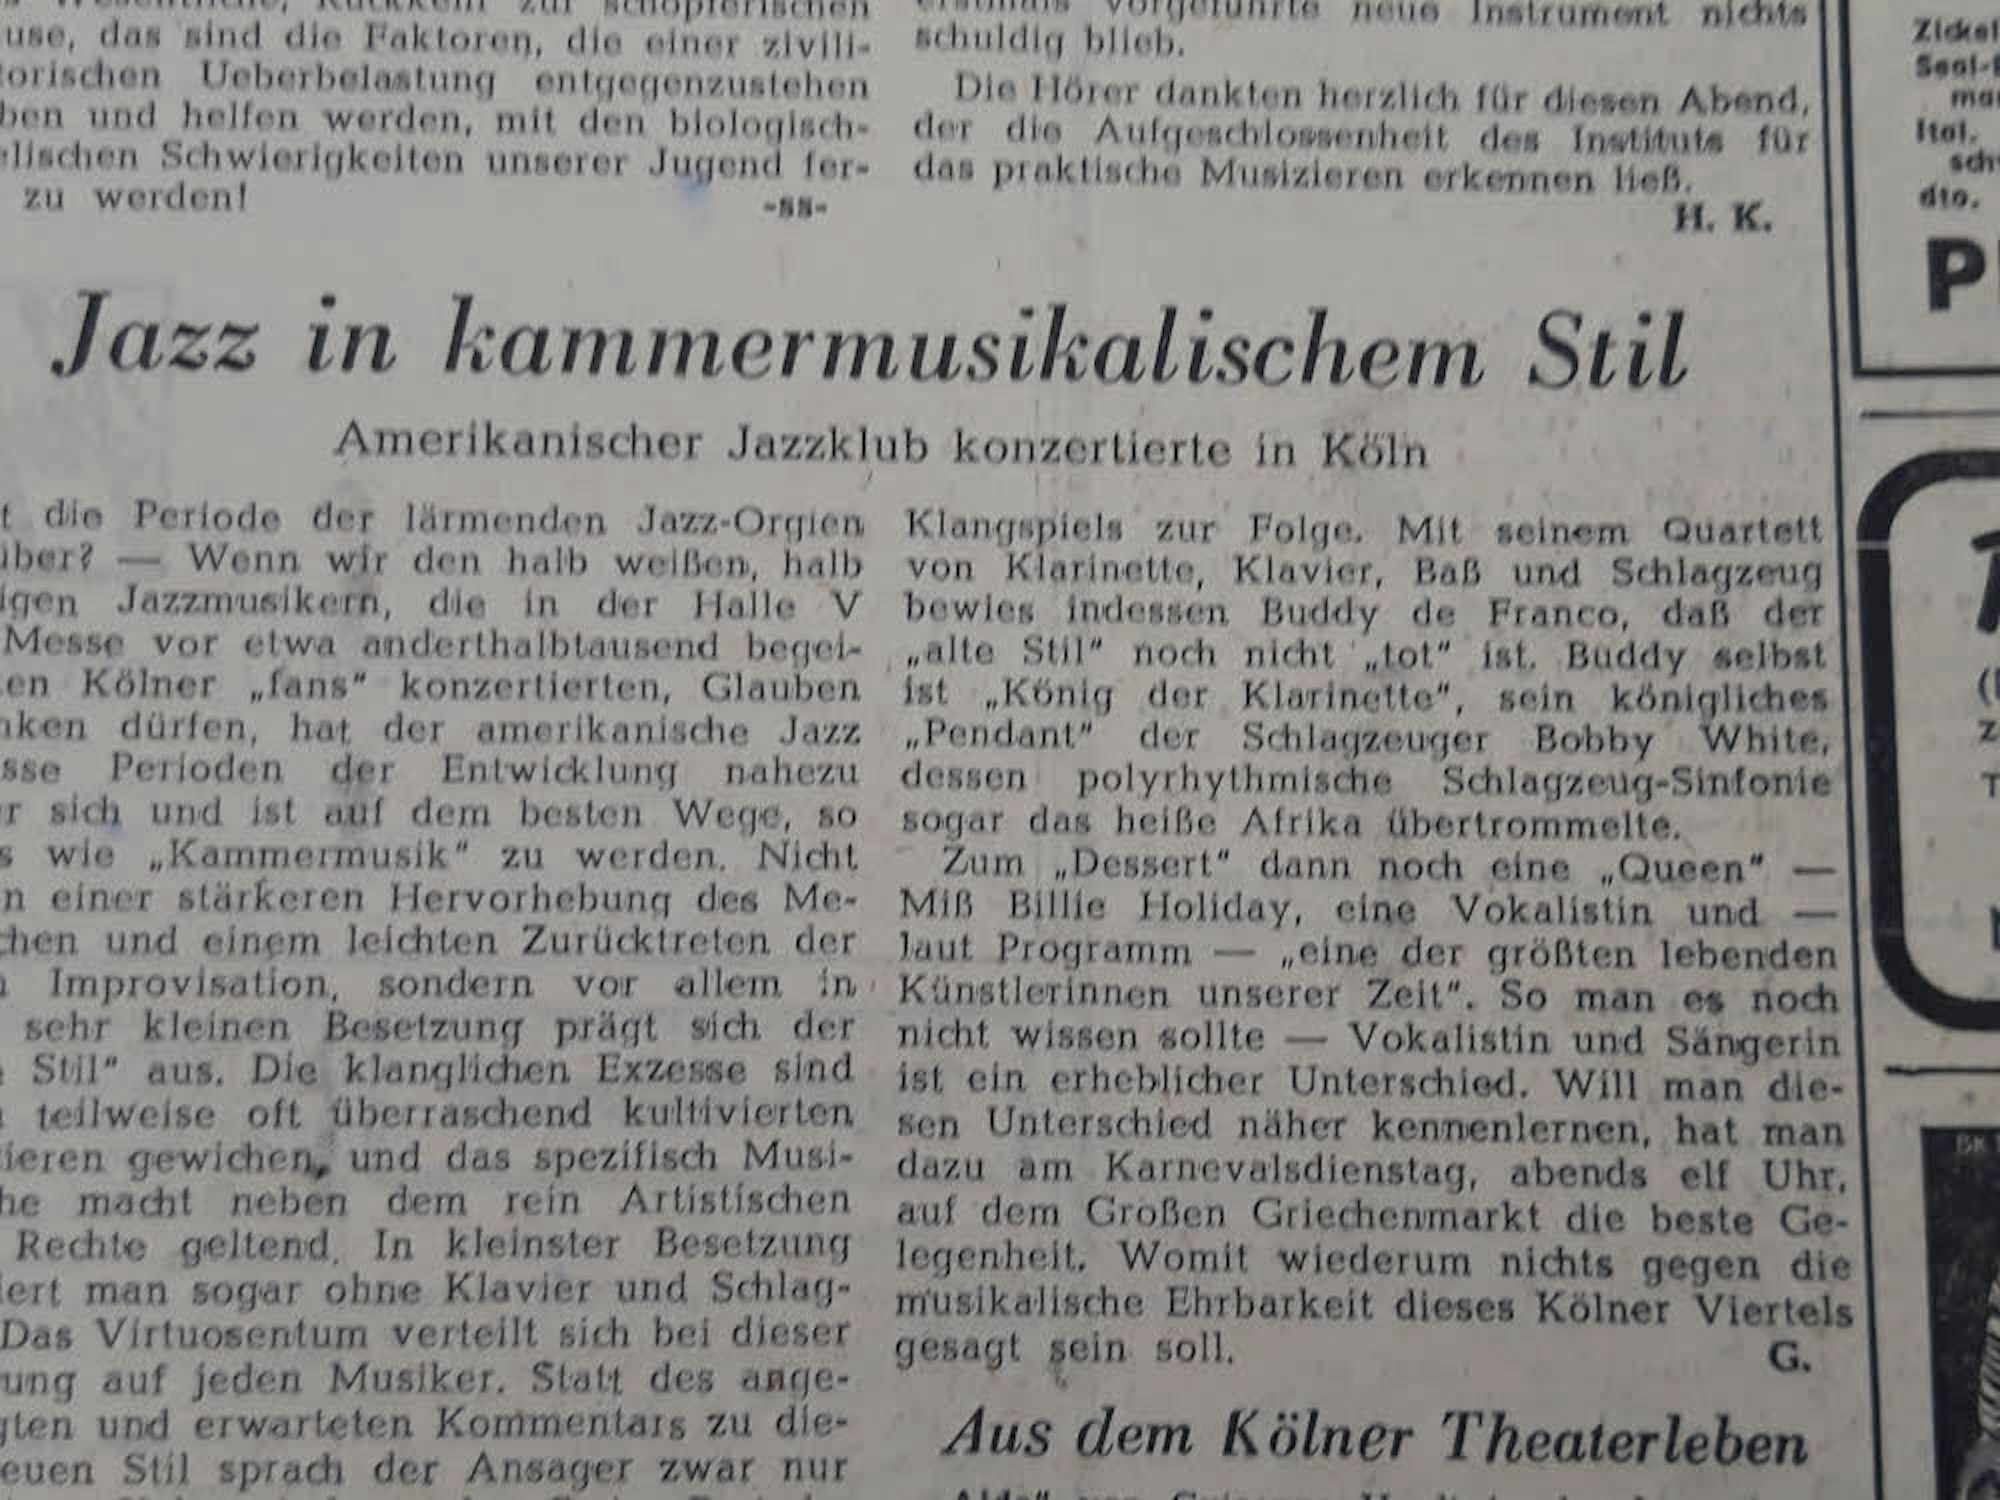 use, das sind die Faktoren, die einer zivili-
torischen Ueberbelastung entgegenzustehen
ben und helfen werden, mit den biologisch-
elischen Schwierigkeiten unserer Jugend fer-
zu werden!
-ss-
erstmals vorgeführte neue Instrument nichts
schuldig blieb.
Die Hörer dankten herzlich für diesen Abend,
der die Aufgeschlossenheit des Instituts für
das praktische Musizieren erkennen ließ.
H. K.
Jazz in kammermusikalischem Stil
Amerikanischer Jazzklub konzertierte in Köln
t die Periode der lärmenden Jazz-Orgien
über? — Wenn wir den halb weißen, halb
igen Jazzmusikern, die in der Halle V
Messe vor etwa anderthalbtausend begei-
en Kölner „fans“ konzertierten, Glauben
nken dürfen, hat der amerikanische Jazz
sse Perioden der Entwicklung nahezu
r sich und ist auf dem besten Wege, so
s wie „Kammermusik“ zu werden. Nicht
n einer stärkeren Hervorhebung des Me-
chen und einem leichten Zurücktreten der
Improvisation, sondern vor allem in
sehr kleinen Besetzung prägt sich der
Stil“ aus. Die klanglichen Exzesse sind
teilweise oft überraschend kultivierten
ieren gewichen, und das spezifisch Musi-
he macht neben dem rein Artistischen
Rechte geltend. In kleinster Besetzung
iert man sogar ohne Klavier und Schlag-
Das Virtuosentum verteilt sich bei dieser
ung auf jeden Musiker. Statt des ange-
gten und erwarteten Kommentars zu die-
euen Stil sprach der Ansager zwar nur
Klangspiels zur Folge. Mit seinem Quartett
von Klarinette, Klavier, Baß und Schlagzeug
bewies indessen Buddy de Franco, daß der
„alte Stil“ noch nicht „tot“ ist. Buddy selbst
ist „König der Klarinette“, sein königliches
„Pendant“ der Schlagzeuger Bobby White,
dessen polyrhythmische Schlagzeug-Sinfonie
sogar das heiße Afrika übertrommelte.
Zum „Dessert“ dann noch eine „Queen“ —
Miß Billie Holiday, eine Vokalistin und —
laut Programm — „eine der größten lebenden
Künstlerinnen unserer Zeit“. So man es noch
nicht wissen sollte — Vokalistin und Sängerin
ist ein erheblicher Unterschied. Will man die-
sen Unterschied näher kennenlernen, hat man
dazu am Karnevalsdienstag, abends elf Uhr,
auf dem Großen Griechenmarkt die beste Ge-
legenheit. Womit wiederum nichts gegen die
musikalische Ehrbarkeit dieses Kölner Viertels
gesagt sein soll.
G.
Aus dem Kölner Theaterleben
Zickel
Seal-
ma
Ital.
sch
dto.
P